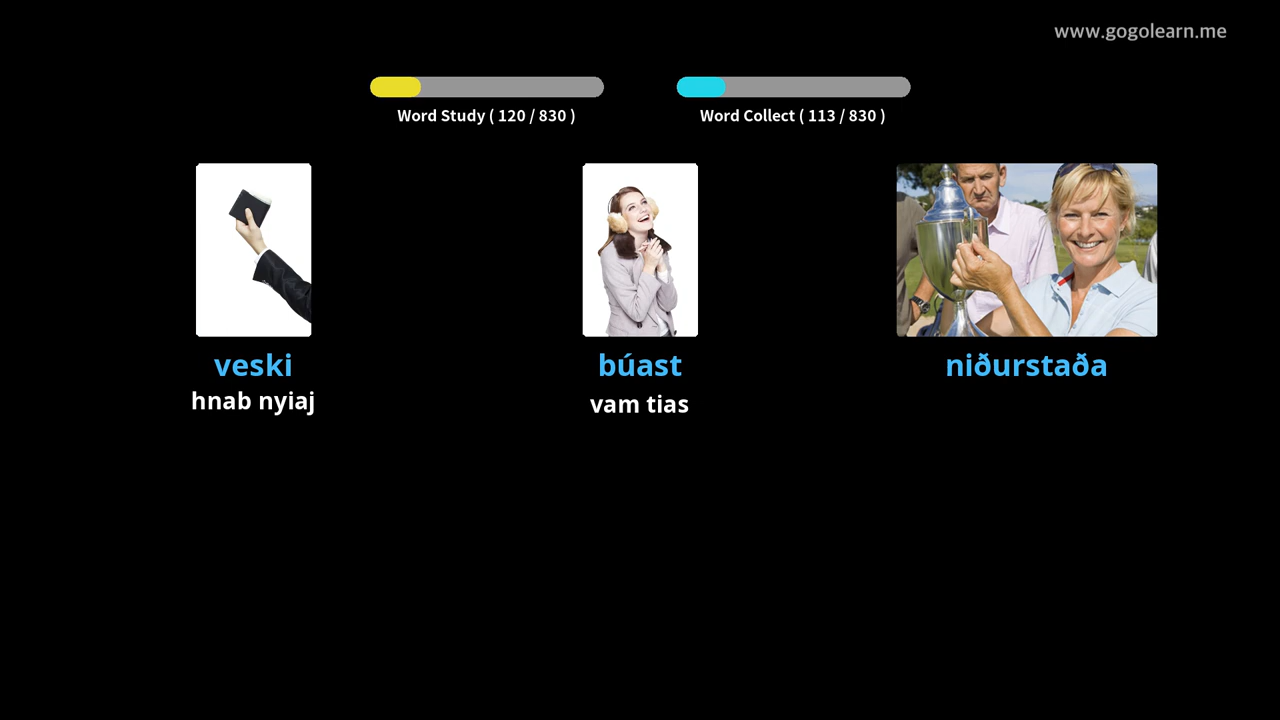 www.gogolearn.me
Word Study ( 120 / 830 )
Word Collect ( 113 / 830 )
veski
hnab nyiaj
búast
vam tias
niðurstaða